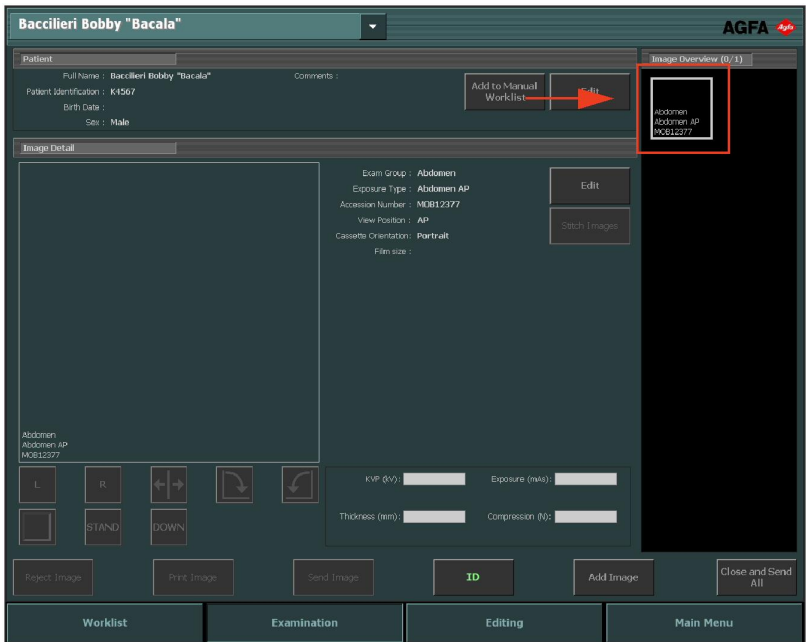 Baccilieri Bobby "Bacala"
AGFA Agfa
Patient
Full Name : Baccilieri Bobby "Bacala"
Comments :
Patient Identification : K4567
Birth Date :
Sex : Male
Add to Manual
Worklist
Edit
Image Overview (0/1)
Abdomen
Abdomen AP
MOB12377
Image Detail
Exam Group : Abdomen
Exposure Type : Abdomen AP
Accession Number : MOB12377
View Position : AP
Cassette Orientation: Portrait
Film size :
Edit
Stitch Images
Abdomen
Abdomen AP
MOB12377
L
R
STAND
DOWN
KVP (kV):
Exposure (mAs):
Thickness (mm):
Compression (N):
Reject Image
Print Image
Send Image
ID
Add Image
Close and Send
All
Worklist
Examination
Editing
Main Menu